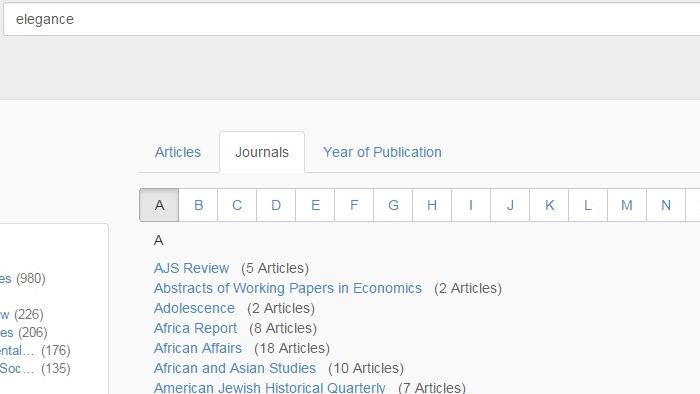 elegance
Articles Journals Year of Publication
A B C D E F G H I J K L M N
A
AJS Review (5 Articles)
Abstracts of Working Papers in Economics (2 Articles)
Adolescence (2 Articles)
Africa Report (8 Articles)
African Affairs (18 Articles)
African and Asian Studies (10 Articles)
American Jewish Historical Quarterly (7 Articles)
es (980)
w (226)
es (206)
ental... (176)
Soc... (135)